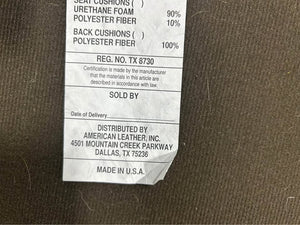 SEAT CUSHIONS ( )
URETHANE FOAM 90%
POLYESTER FIBER 10%
BACK CUSHIONS ( )
POLYESTER FIBER 100%
REG. NO. TX 8730
Certification is made by the manufacturer
that the materials in this article are
described in accordance with law.
SOLD BY
Date of Delivery
DISTRIBUTED BY
AMERICAN LEATHER, INC.
4501 MOUNTAIN CREEK PARKWAY
DALLAS, TX 75236
MADE IN U.S.A.